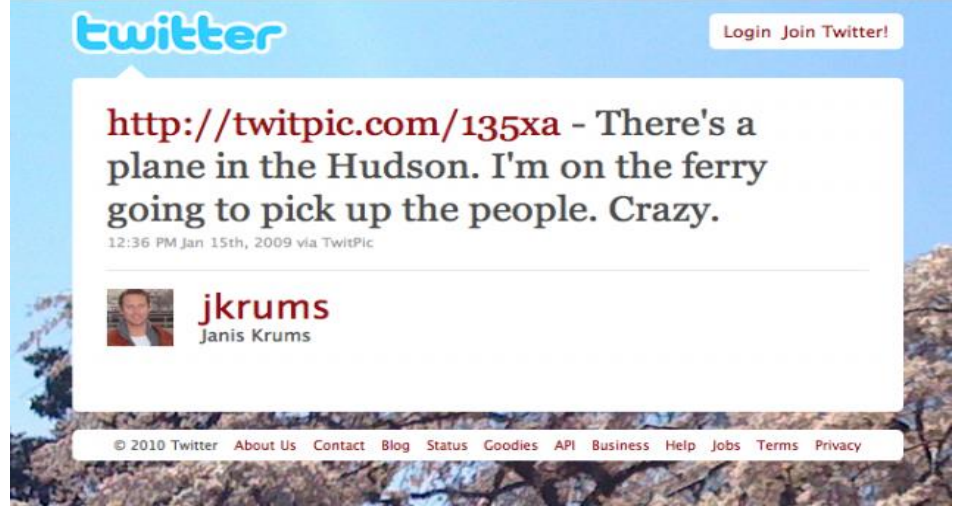 twitter
Login Join Twitter!
http://twitpic.com/135xa - There's a
plane in the Hudson. I'm on the ferry
going to pick up the people. Crazy.
12:36 PM Jan 15th, 2009 via TwitPic
jkrums
Janis Krums
© 2010 Twitter About Us Contact Blog Status Goodies API Business Help Jobs Terms Privacy